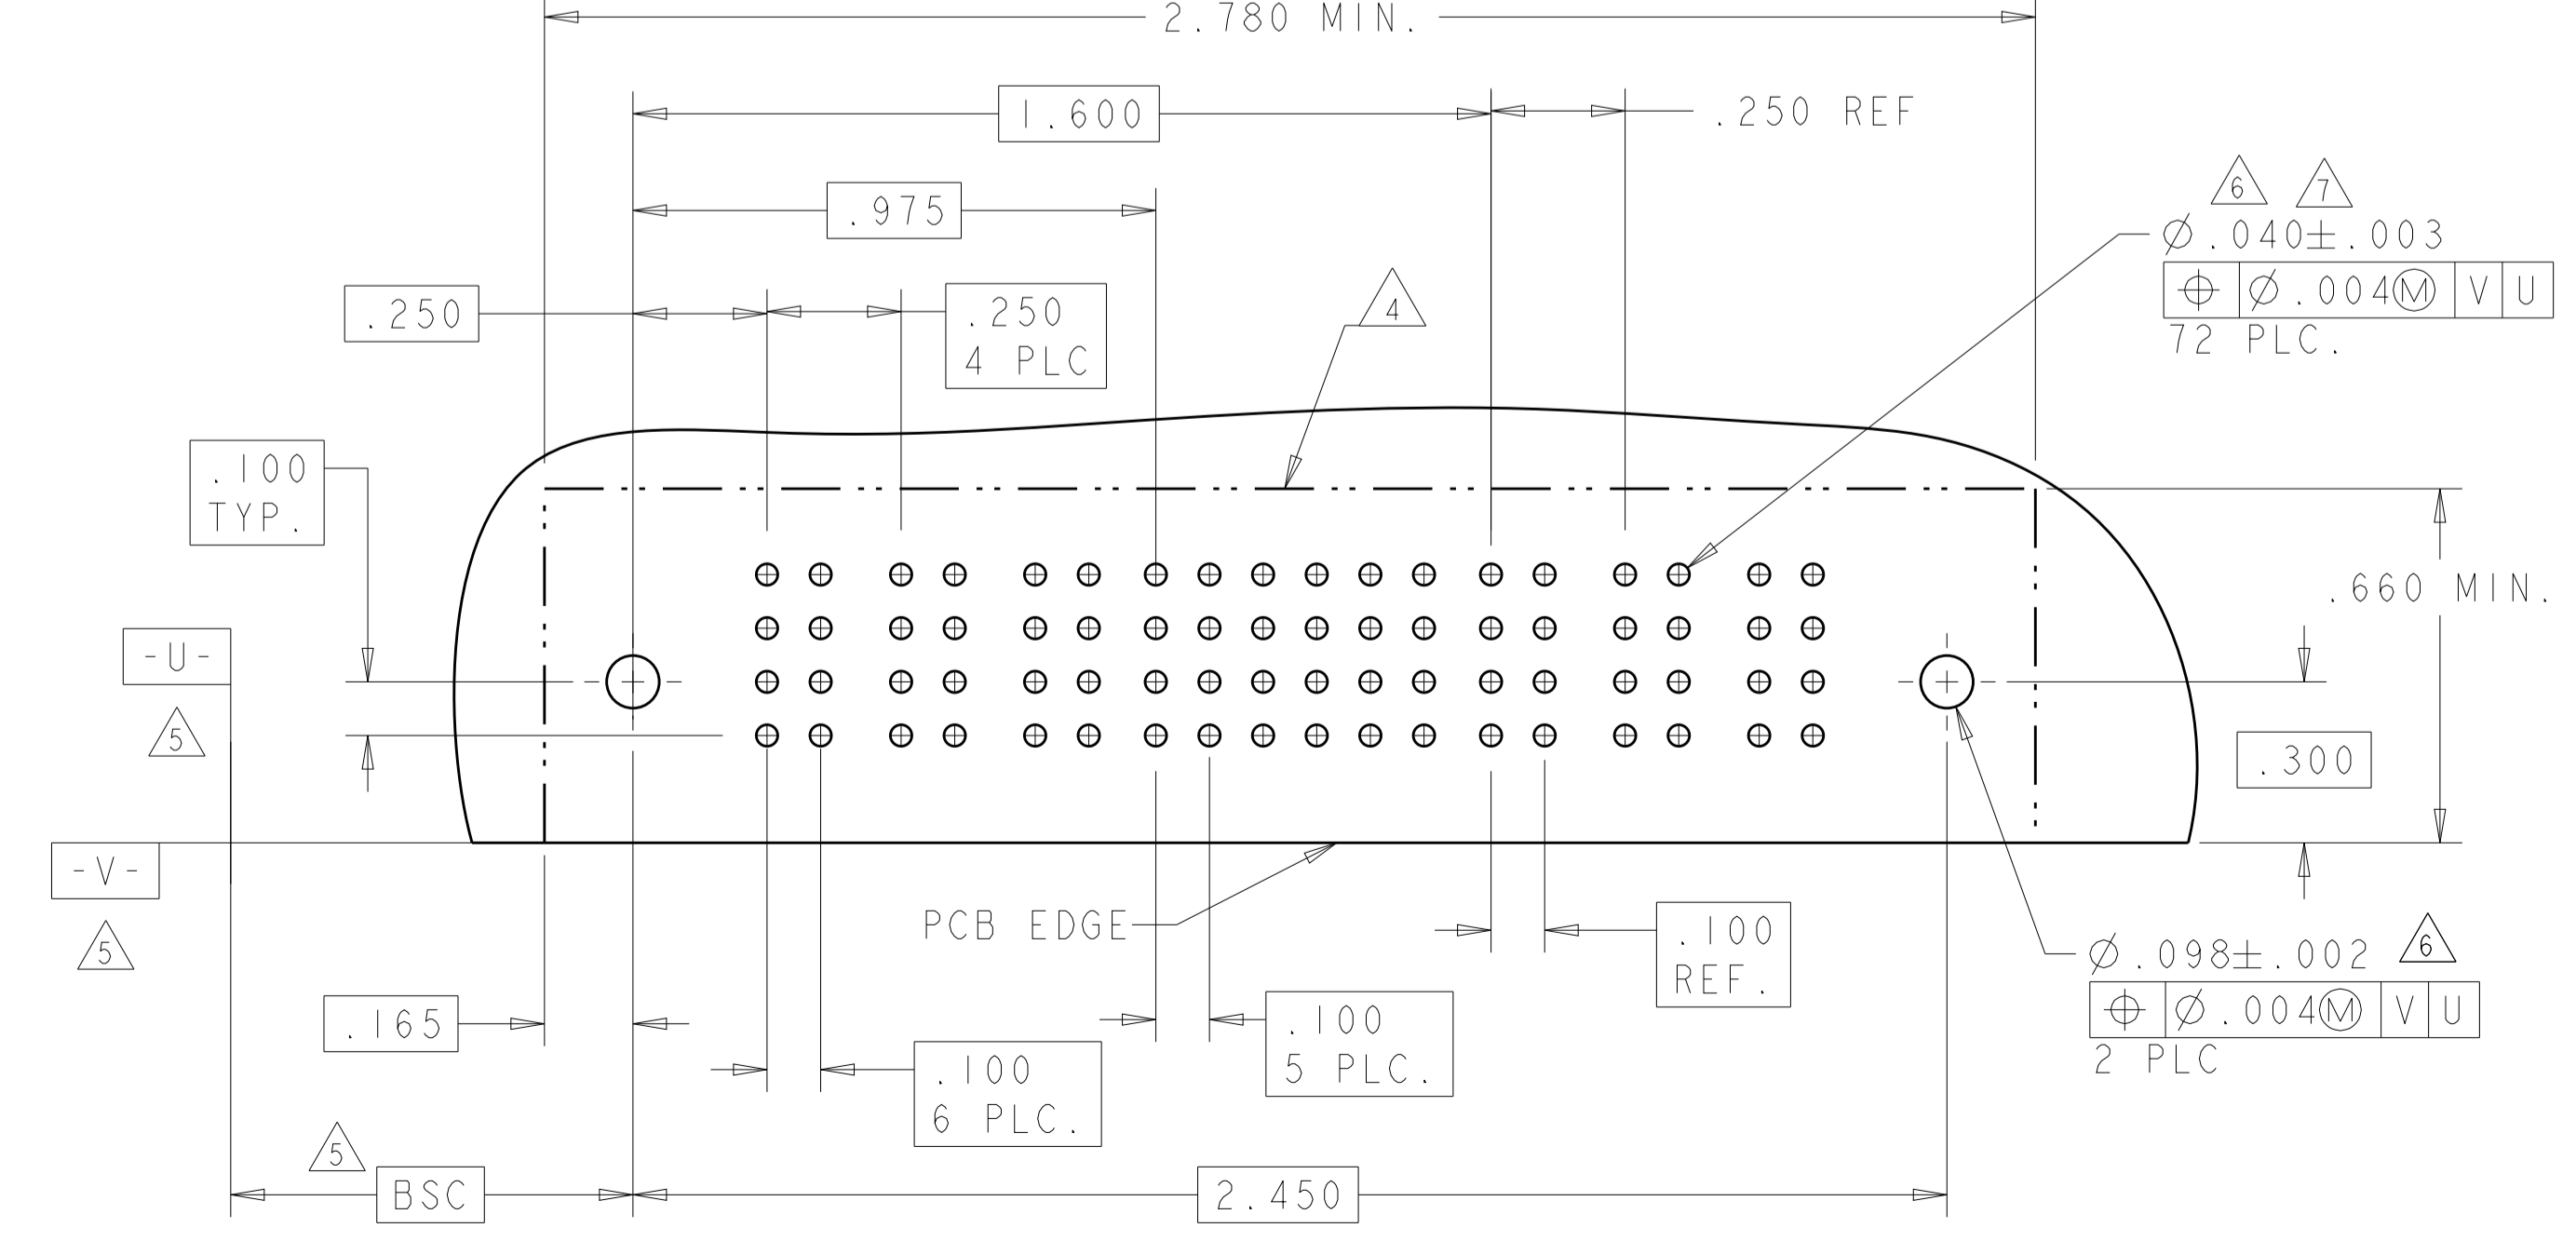 2.780 MIN.
1.600
.250 REF
.975
6 7
⌀.040±.003
⌖ ⌀.004Ⓜ V U
72 PLC.
.250
.250
4 PLC
4
.100
TYP.
.660 MIN.
-U-
5
.300
-V-
5
PCB EDGE
.100
REF.
⌀.098±.002 6
⌖ ⌀.004Ⓜ V U
2 PLC
.165
.100
5 PLC.
.100
6 PLC.
5
BSC
2.450